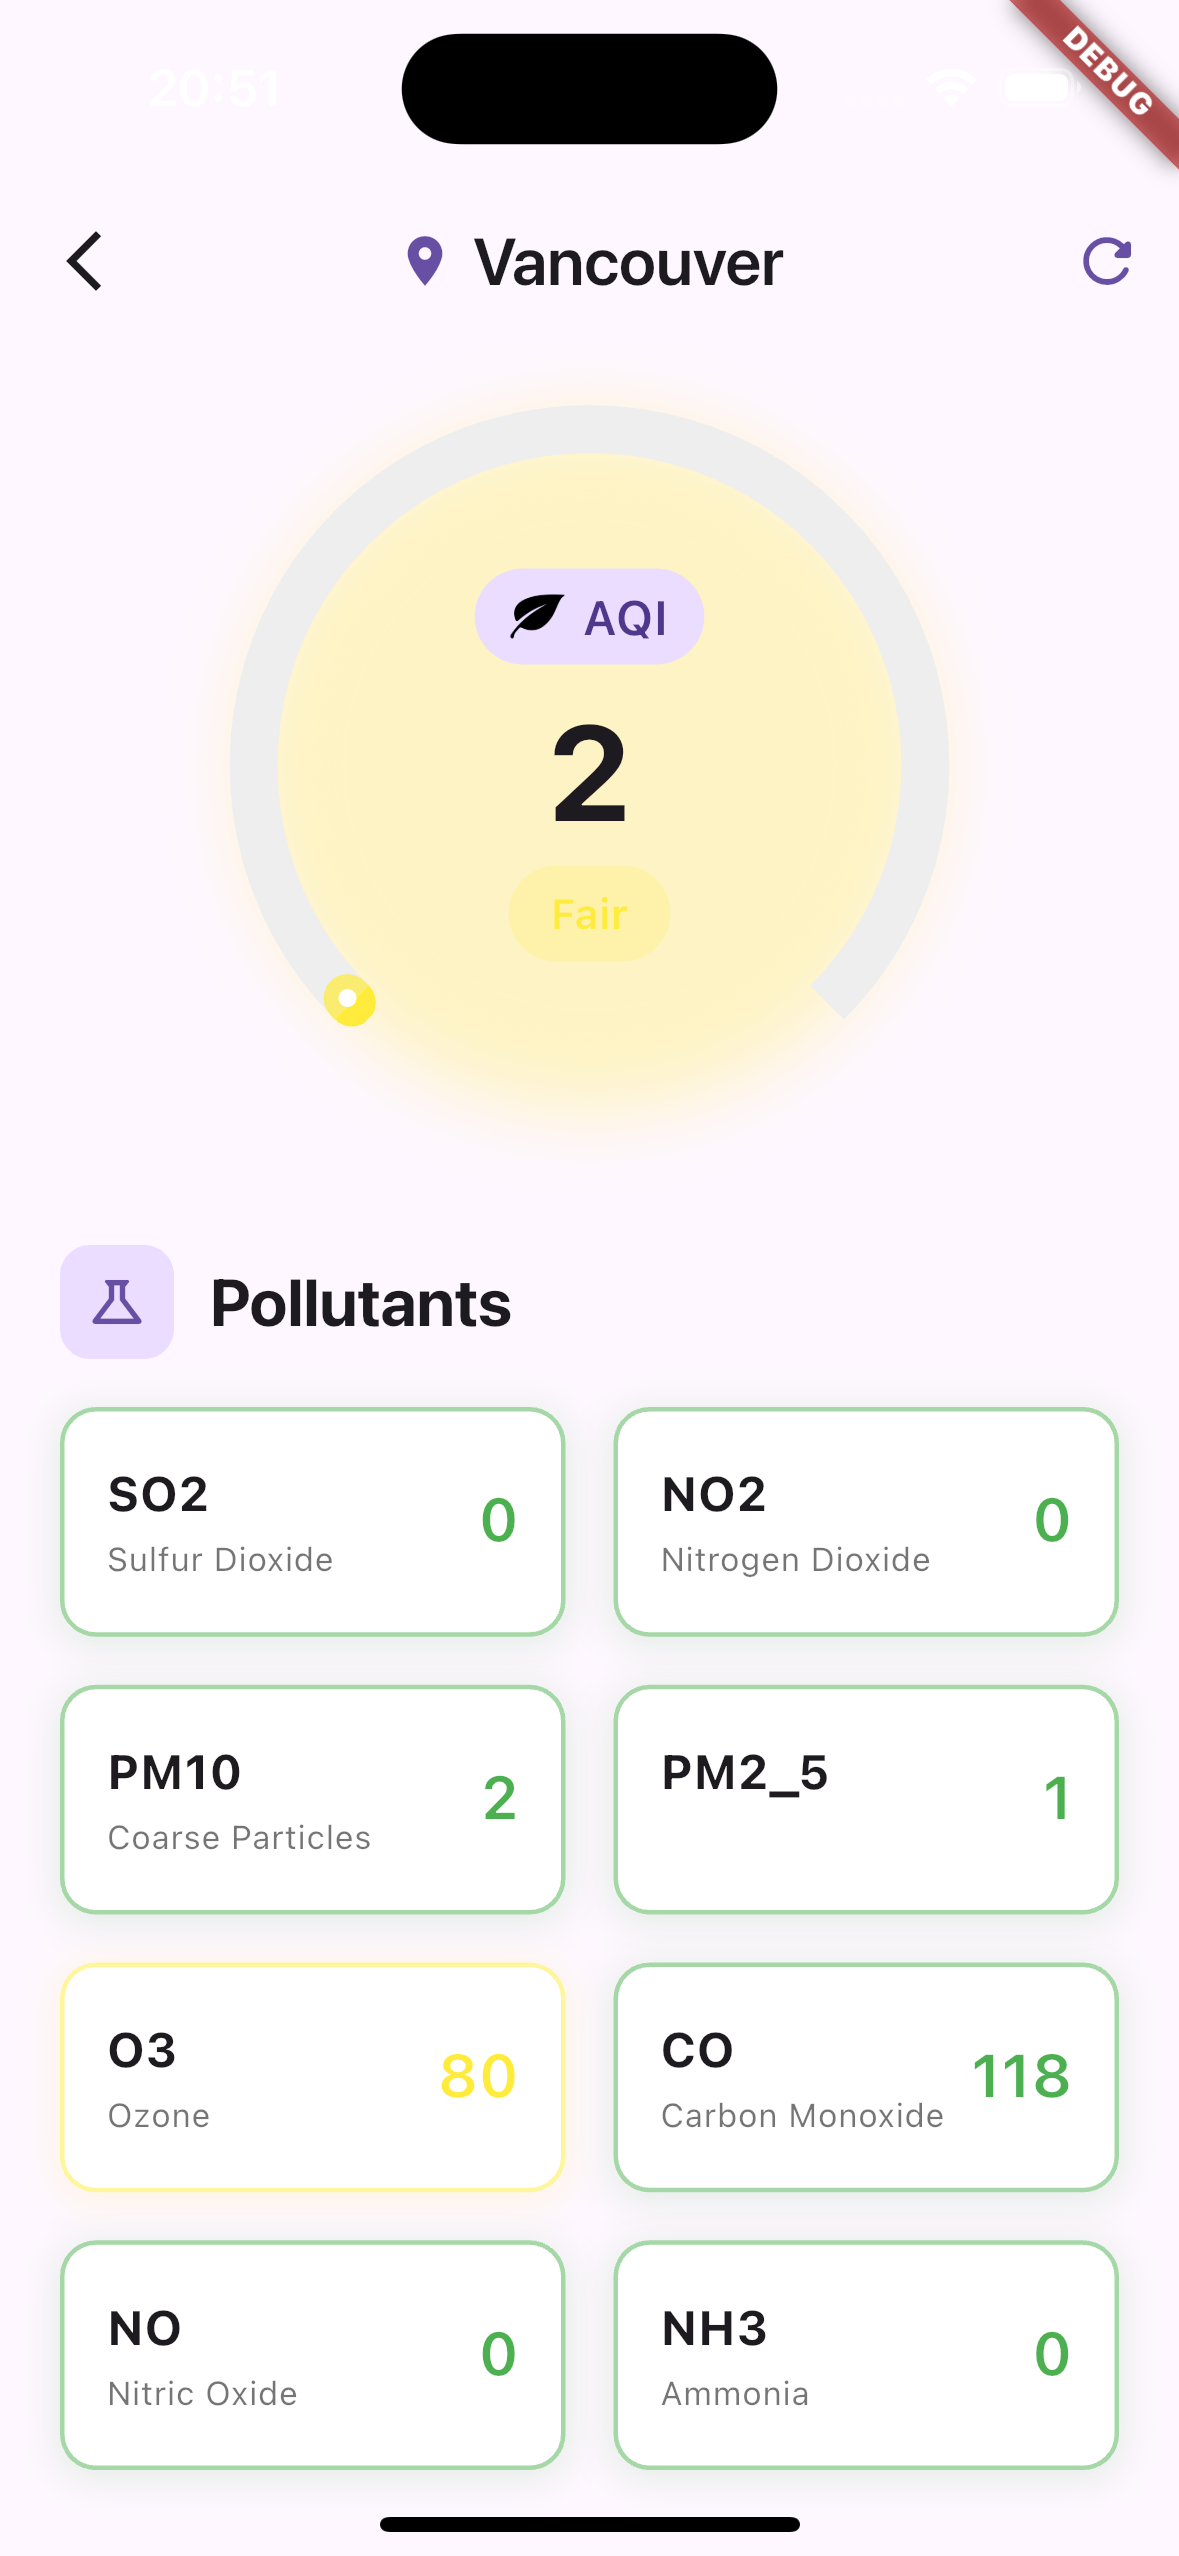 20:51
DEBUG
Vancouver
AQI
2
Fair
Pollutants
SO2
Sulfur Dioxide
0
NO2
Nitrogen Dioxide
0
PM10
Coarse Particles
2
PM2_5
1
O3
Ozone
80
CO
Carbon Monoxide
118
NO
Nitric Oxide
0
NH3
Ammonia
0